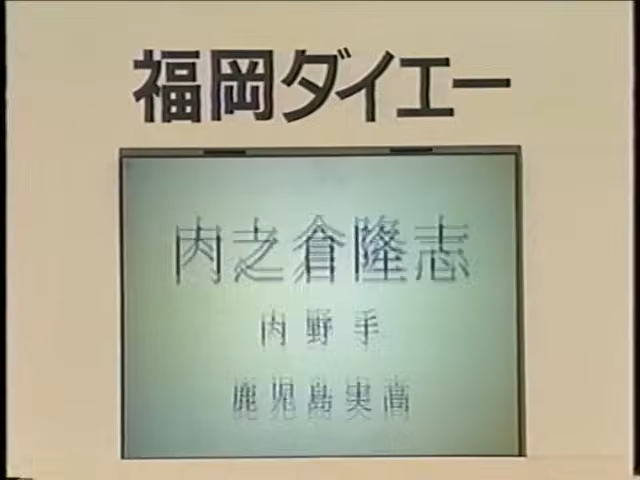 福岡ダイエー
内之倉隆志
内野手
鹿児島実高